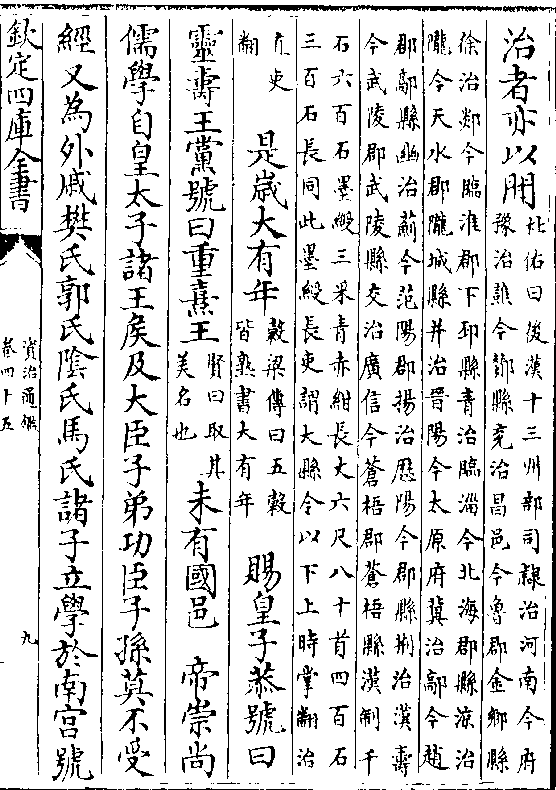 治者亦以聞
杜佑曰後漢十三州部司隸治河南今府
豫治譙今鄼縣兖治昌邑今魯郡金鄉縣
徐治郯今臨淮郡下邳縣青治臨淄今北海郡縣涼治
隴今天水郡隴城縣并治晉陽今太原府冀治鄗今趙
郡鄗縣幽治薊今范陽郡揚治歴陽今郡縣荆治漢壽
今武陵郡武陵縣交治廣信今蒼梧郡蒼梧縣漢制千
石六百石墨綬三采青赤紺長丈六尺八十首四百石
三百石長同此墨綬長吏謂大縣令以下上時掌翻治
直吏
翻
是歲大有年
穀梁傳曰五穀
皆熟書大有年
賜皇子恭號曰
靈壽王黨號曰重熹王
賢曰取其
美名也
未有國邑 帝崇尚
儒學自皇太子諸王侯及大臣子弟功臣子孫莫不受
經又為外戚樊氏郭氏陰氏馬氏諸子立學於南宮號
欽定四庫全書
資治通鑑
卷四十五
九